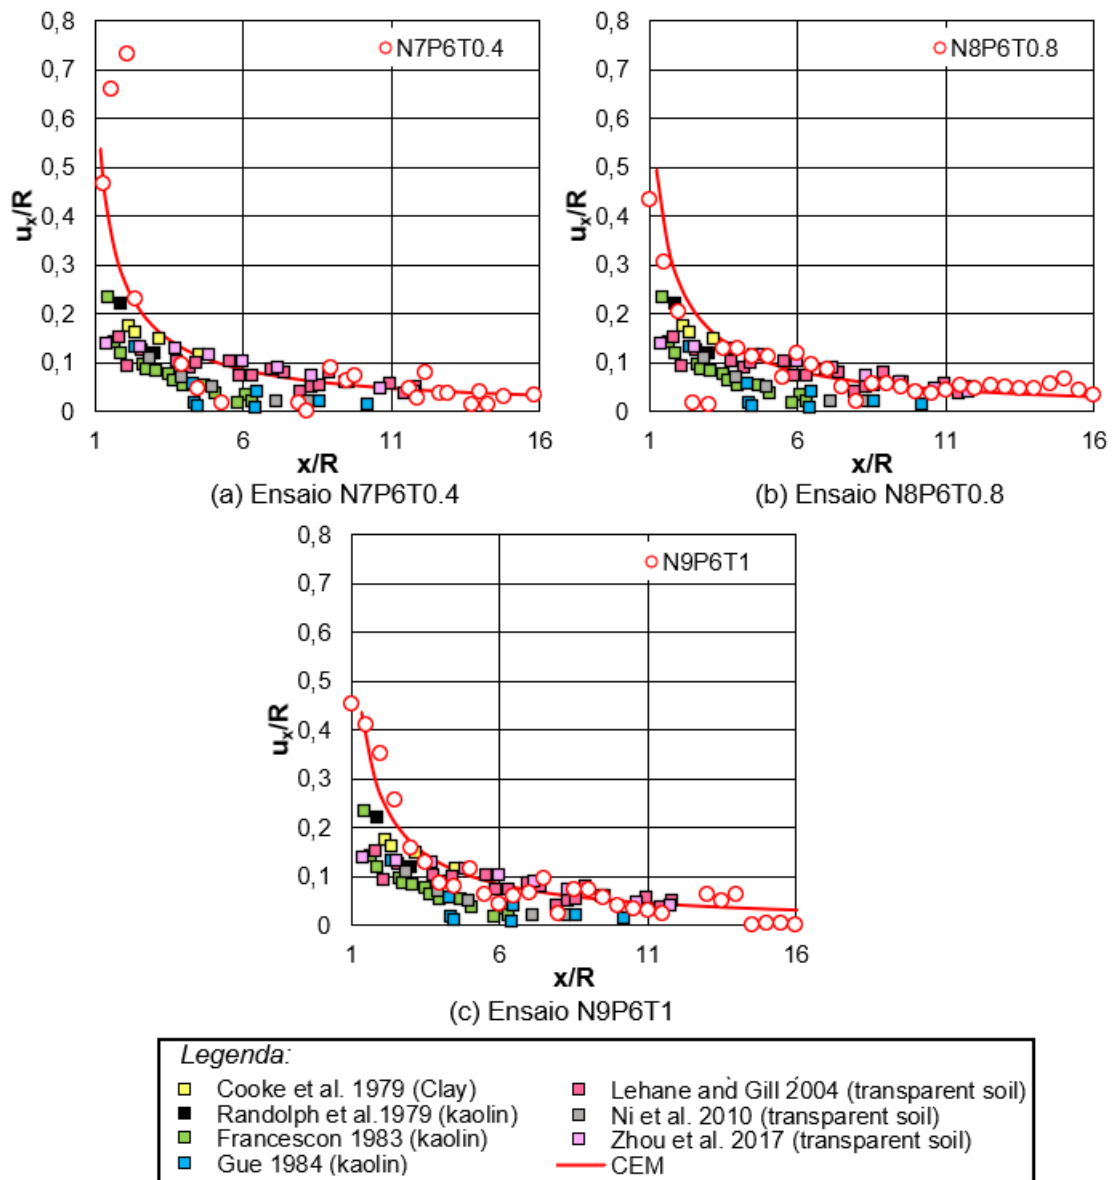 0,8
0,7
0,6
0,5
0,4
0,3
0,2
0,1
0
uₓ/R
N7P6T0.4
1 6 11 16
x/R
(a) Ensaio N7P6T0.4
0,8
0,7
0,6
0,5
0,4
0,3
0,2
0,1
0
uₓ/R
N8P6T0.8
1 6 11 16
x/R
(b) Ensaio N8P6T0.8
0,8
0,7
0,6
0,5
0,4
0,3
0,2
0,1
0
uₓ/R
N9P6T1
1 6 11 16
x/R
(c) Ensaio N9P6T1
Legenda:
Cooke et al. 1979 (Clay)
Randolph et al.1979 (kaolin)
Francescon 1983 (kaolin)
Gue 1984 (kaolin)
Lehane and Gill 2004 (transparent soil)
Ni et al. 2010 (transparent soil)
Zhou et al. 2017 (transparent soil)
CEM